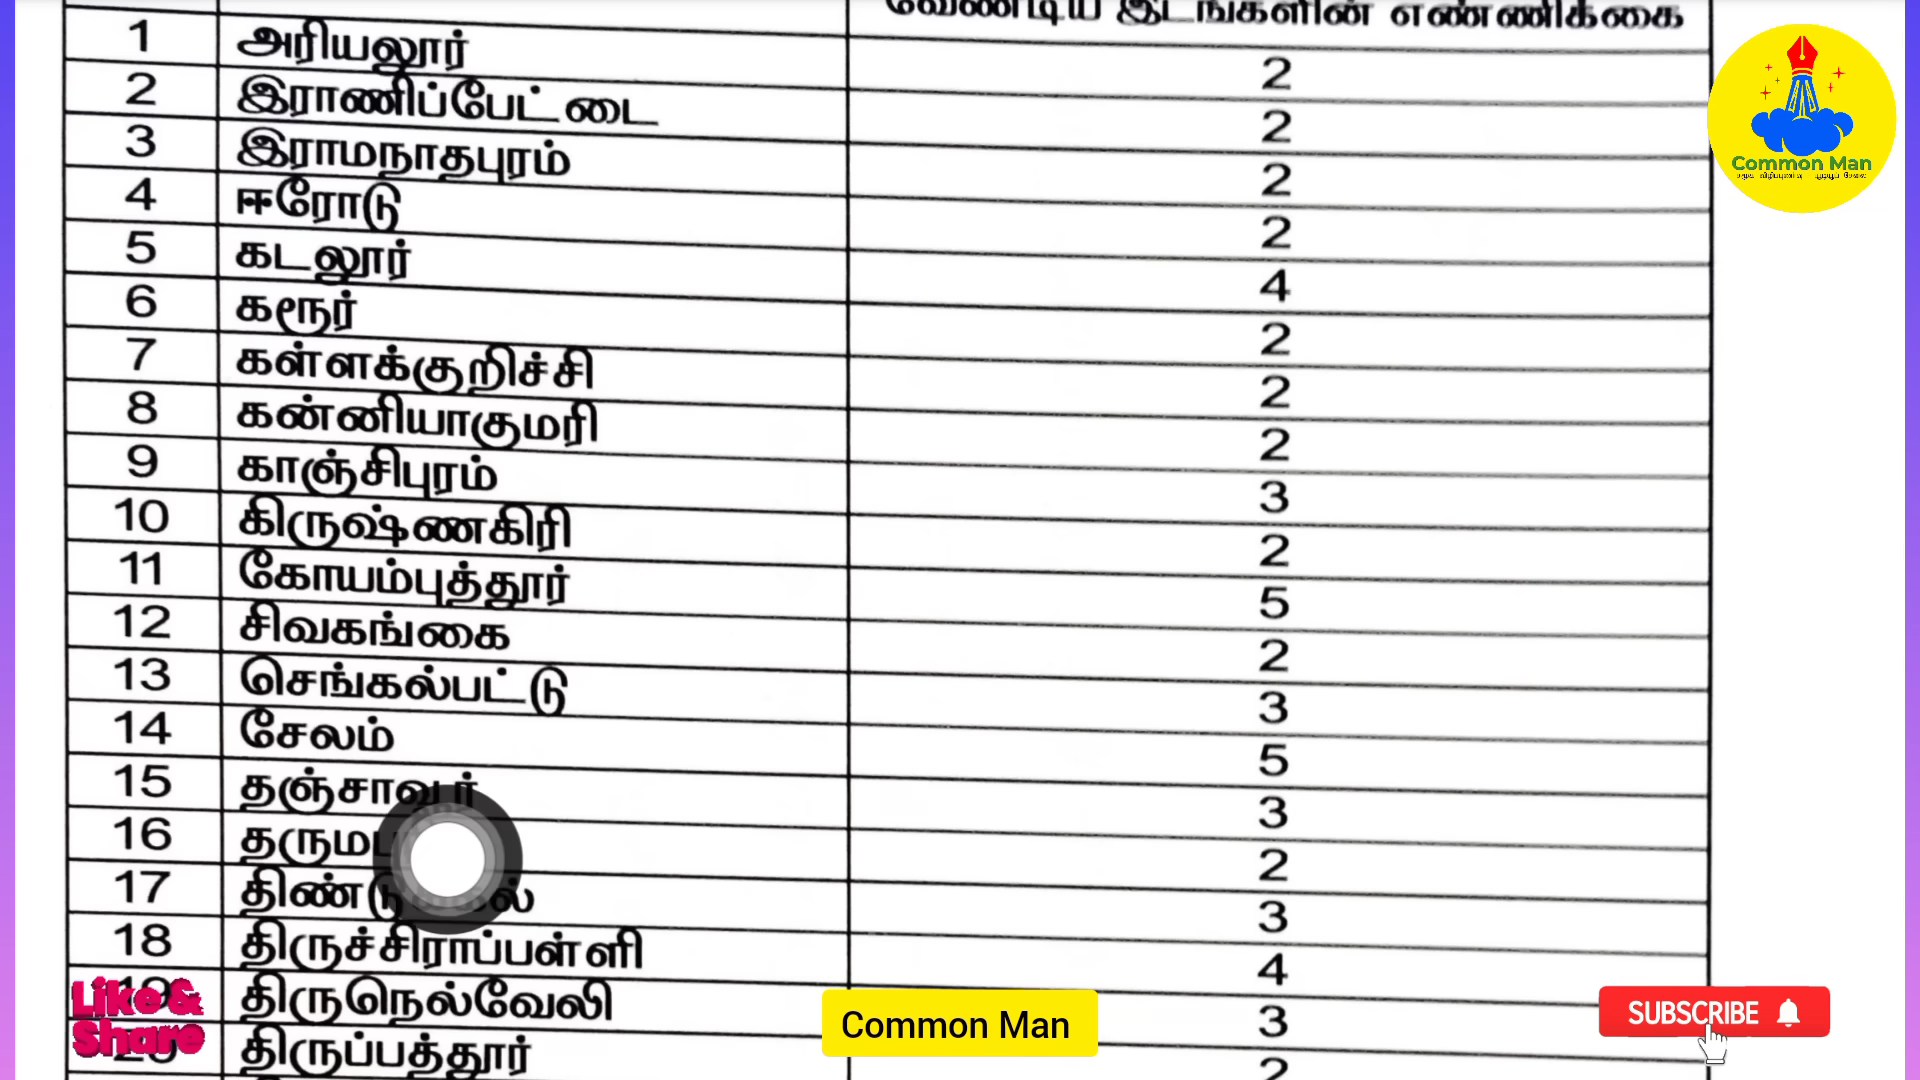 வேண்டிய இடங்களின் எண்ணிக்கை
1 அரியலூர் 2
2 இராணிப்பேட்டை 2
3 இராமநாதபுரம் 2
4 ஈரோடு 2
5 கடலூர் 4
6 கரூர் 2
7 கள்ளக்குறிச்சி 2
8 கன்னியாகுமரி 2
9 காஞ்சிபுரம் 3
10 கிருஷ்ணகிரி 2
11 கோயம்புத்தூர் 5
12 சிவகங்கை 2
13 செங்கல்பட்டு 3
14 சேலம் 5
15 தஞ்சாவூர் 3
16 2
17 3
18 திருச்சிராப்பள்ளி 4
19 திருநெல்வேலி 3
20 திருப்பத்தூர் 2
Common Man
Like &
Share
Common Man
SUBSCRIBE